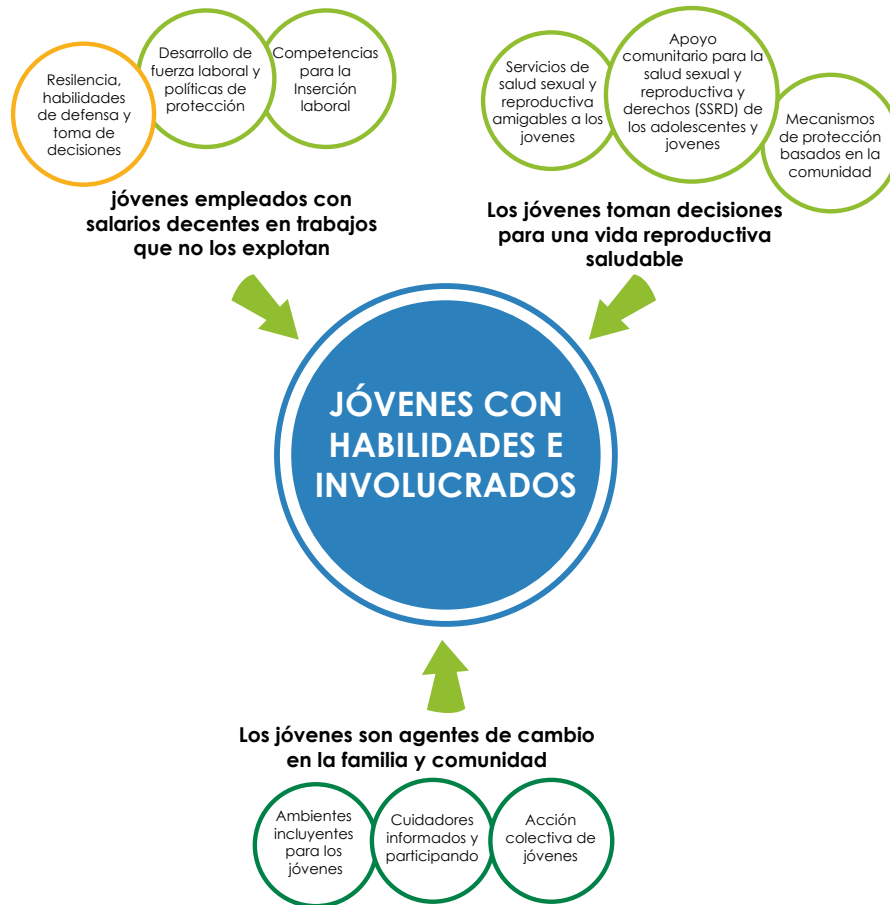 Resilencia,
habilidades
de defensa y
toma de
decisiones
Desarrollo de
fuerza laboral y
políticas de
protección
Competencias
para la
Inserción
laboral
jóvenes empleados con
salarios decentes en trabajos
que no los explotan
Servicios de
salud sexual y
reproductiva
amigables a los
jovenes
Apoyo
comunitario para la
salud sexual y
reproductiva y
derechos (SSRD) de
los adolescentes y
jovenes
Mecanismos
de protección
basados en la
comunidad
Los jóvenes toman decisiones
para una vida reproductiva
saludable
JÓVENES CON
HABILIDADES E
INVOLUCRADOS
Los jóvenes son agentes de cambio
en la familia y comunidad
Ambientes
incluyentes
para los
jóvenes
Cuidadores
informados y
participando
Acción
colectiva de
jóvenes